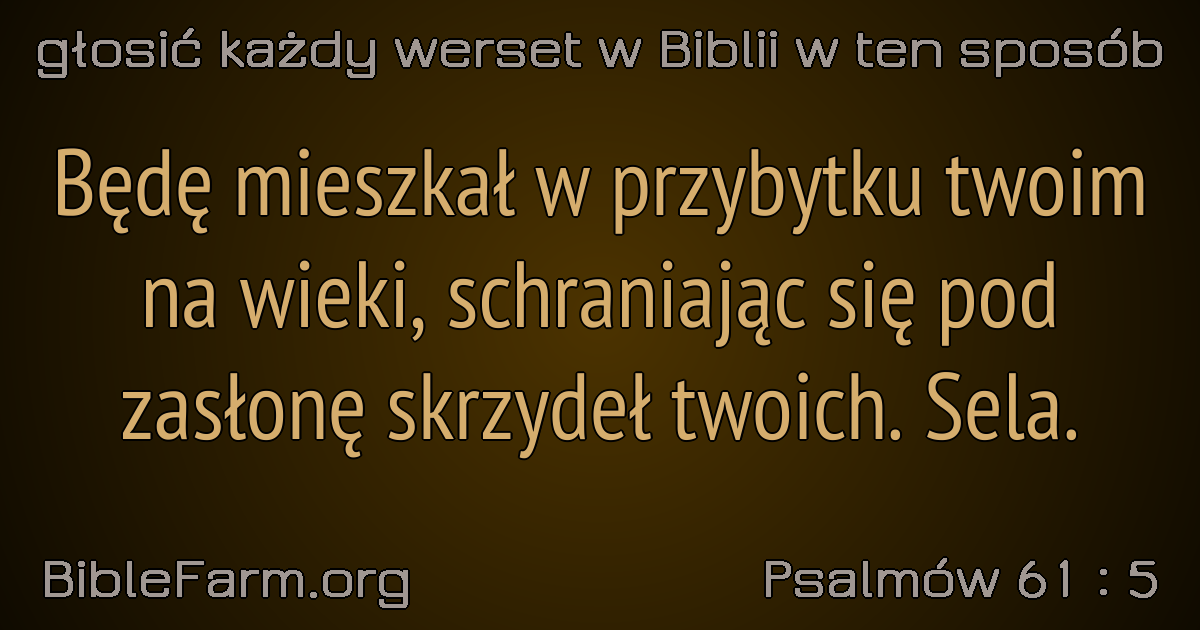 głosić każdy werset w Biblii w ten sposób
Będę mieszkał w przybytku twoim
na wieki, schraniając się pod
zasłonę skrzydeł twoich. Sela.
BibleFarm.org
Psalmów 61 : 5